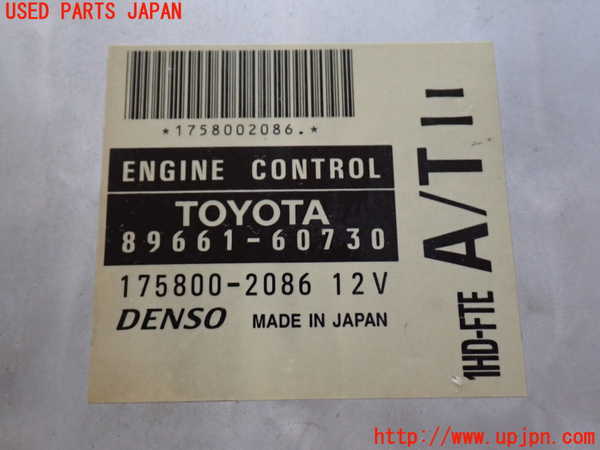 USED PARTS JAPAN
*1758002086.*
ENGINE CONTROL
TOYOTA
89661-60730
175800-2086 12V
DENSO MADE IN JAPAN
1HD-FTE A/T II
http://www.upjpn.com/